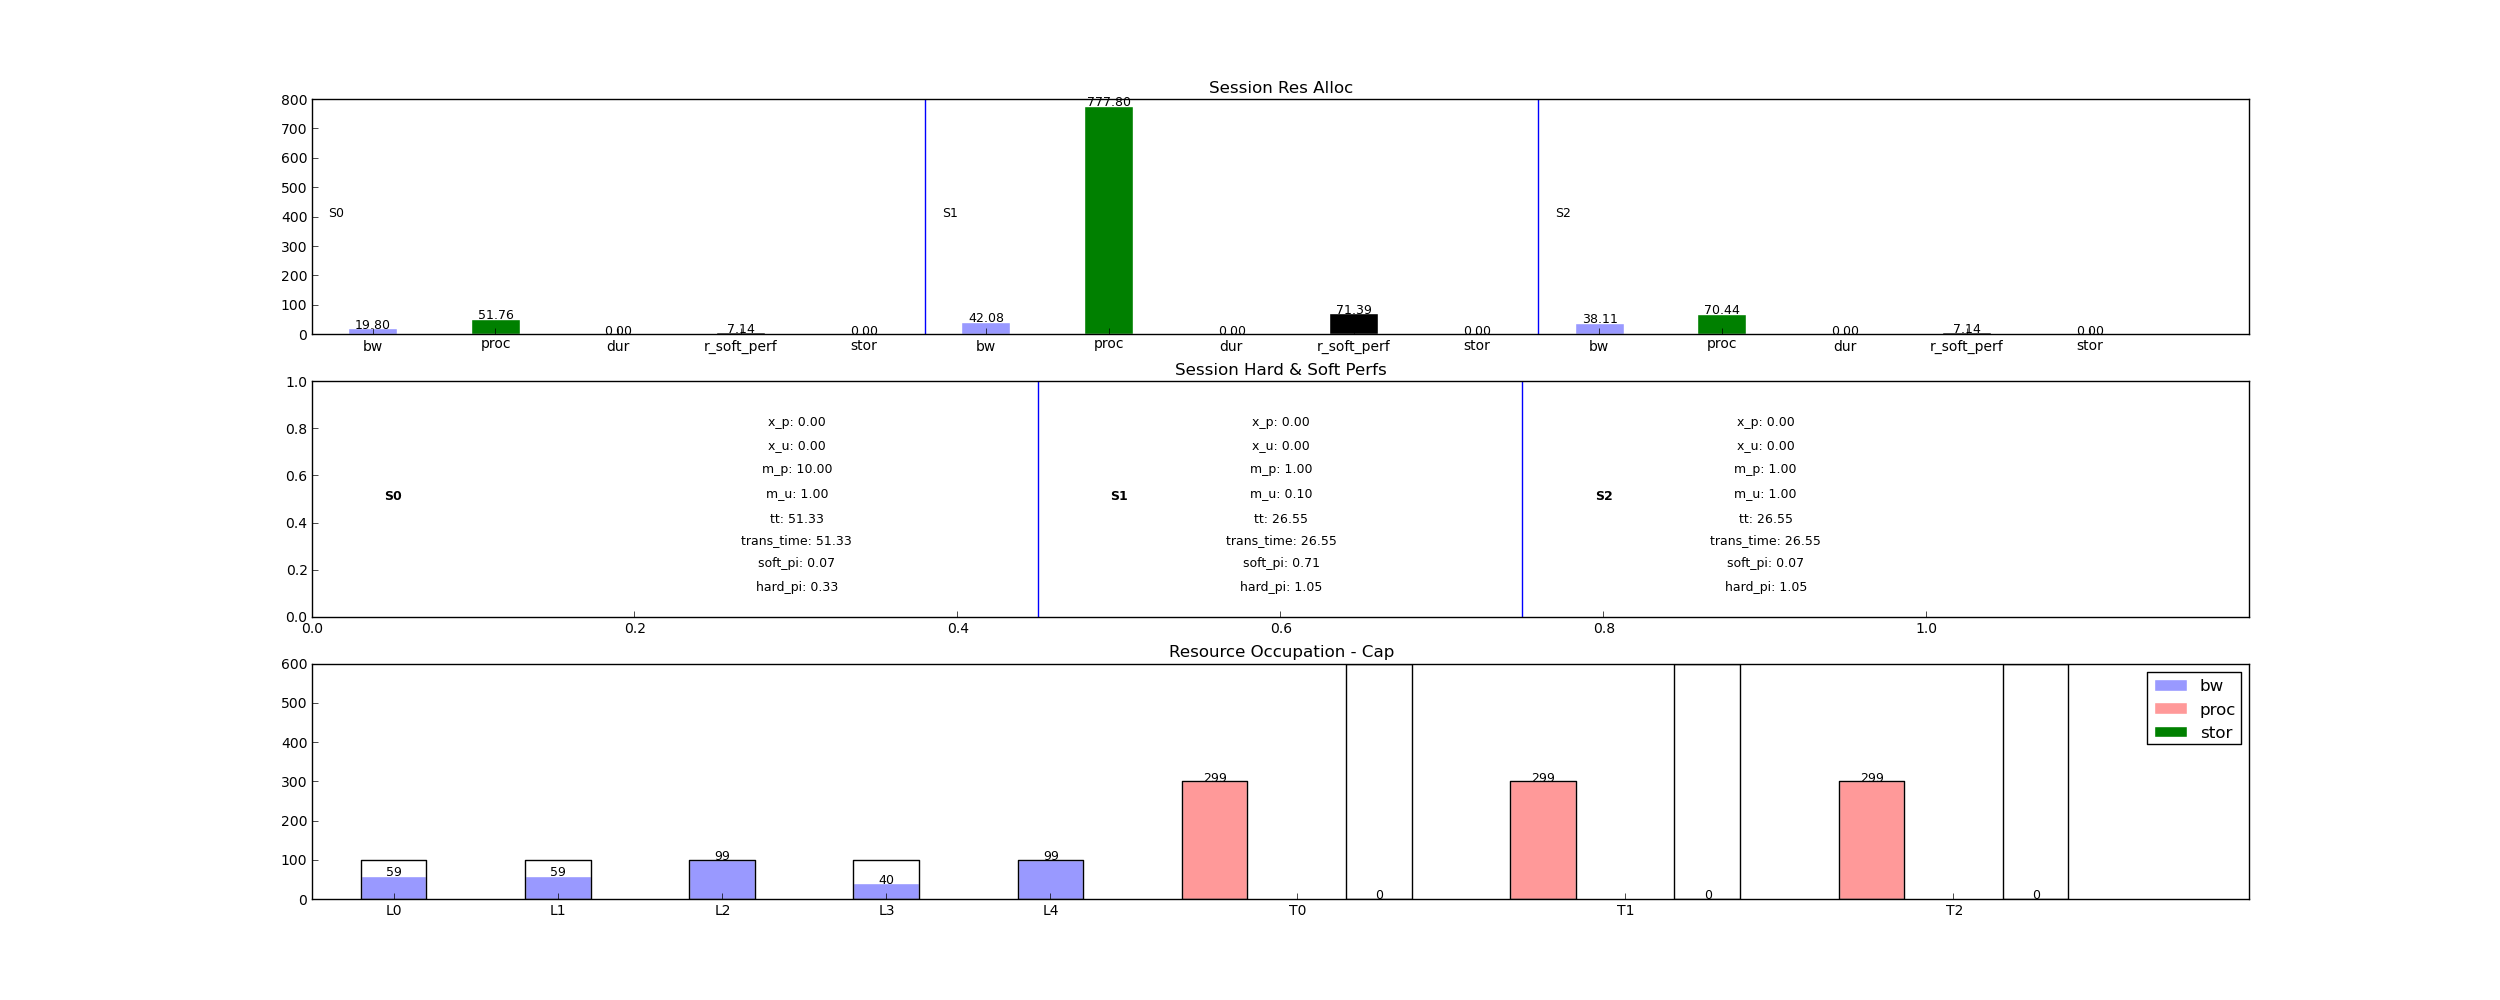 Session Res Alloc
800
700
600
500
400
300
200
100
0
S0
S1
S2
19.80
51.76
0.00
7.14
0.00
42.08
777.80
0.00
71.39
0.00
38.11
70.44
0.00
7.14
0.00
bw proc dur r_soft_perf stor bw proc dur r_soft_perf stor bw proc dur r_soft_perf stor
Session Hard & Soft Perfs
1.0
0.8
0.6
0.4
0.2
0.0
S0
x_p: 0.00
x_u: 0.00
m_p: 10.00
m_u: 1.00
tt: 51.33
trans_time: 51.33
soft_pi: 0.07
hard_pi: 0.33
S1
x_p: 0.00
x_u: 0.00
m_p: 1.00
m_u: 0.10
tt: 26.55
trans_time: 26.55
soft_pi: 0.71
hard_pi: 1.05
S2
x_p: 0.00
x_u: 0.00
m_p: 1.00
m_u: 1.00
tt: 26.55
trans_time: 26.55
soft_pi: 0.07
hard_pi: 1.05
0.0 0.2 0.4 0.6 0.8 1.0
Resource Occupation - Cap
600
500
400
300
200
100
0
59
59
99
40
99
299
0
299
0
299
0
bw
proc
stor
L0 L1 L2 L3 L4 T0 T1 T2